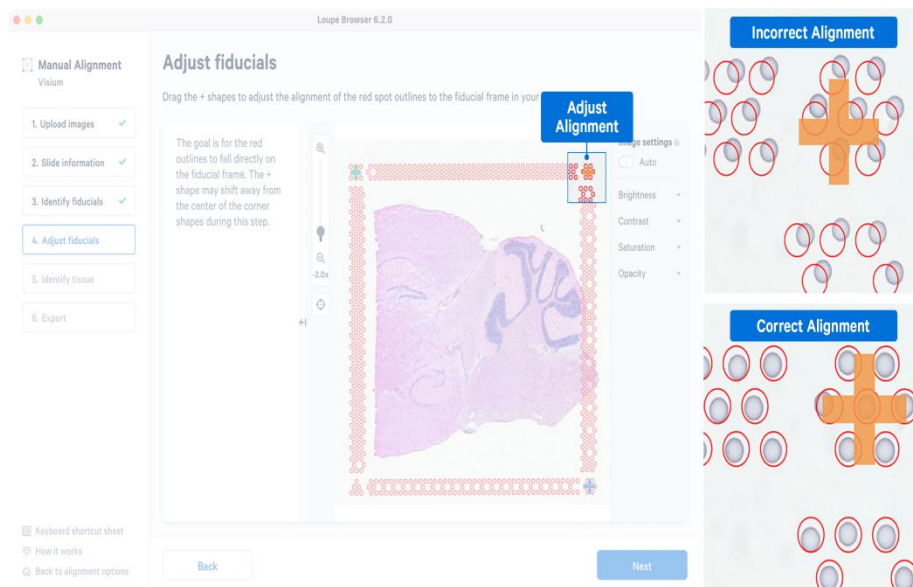 Loupe Browser 6.2.0
Manual Alignment
Visium
1. Upload images
2. Slide information
3. Identify fiducials
4. Adjust fiducials
5. Identify tissue
6. Export
Keyboard shortcut sheet
How it works
Back to alignment options
Adjust fiducials
Drag the + shapes to adjust the alignment of the red spot outlines to the fiducial frame in your
The goal is for the red
outlines to fall directly on
the fiducial frame. The +
shape may shift away from
the center of the corner
shapes during this step.
-2.0x
L
Adjust
Alignment
settings
Auto
Brightness
Contrast
Saturation
Opacity
Back
Next
Incorrect Alignment
Correct Alignment